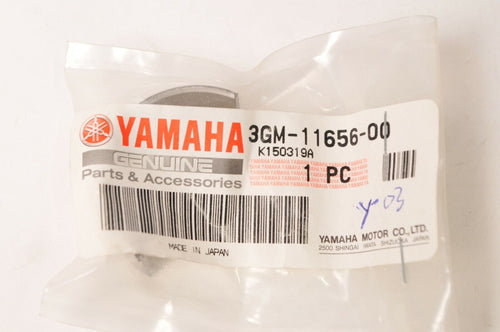 YAMAHA 3GM-11656-00
GENUINE K150319A
Parts & Accessories 1 PC
Y-03
YAMAHA MOTOR CO.,LTD.
2500 SHINGAI IWATA SHIZUOKA JAPAN
MADE IN JAPAN